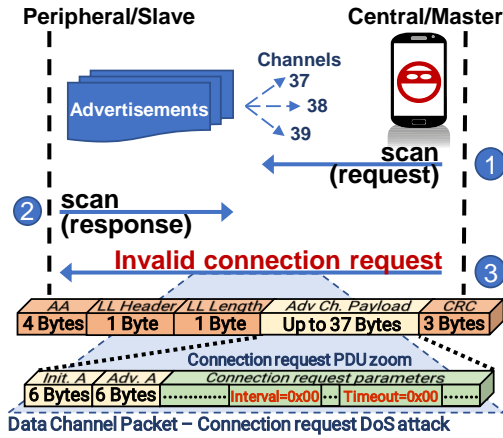 Peripheral/Slave
Central/Master
Advertisements
Channels
37
38
39
scan
(request)
1
2
scan
(response)
Invalid connection request
3
AA
LL Header
LL Length
Adv Ch. Payload
CRC
4 Bytes
1 Byte
1 Byte
Up to 37 Bytes
3 Bytes
Connection request PDU zoom
Init. A
Adv. A
Connection request parameters
6 Bytes
6 Bytes
Interval=0x00
Timeout=0x00
Data Channel Packet – Connection request DoS attack